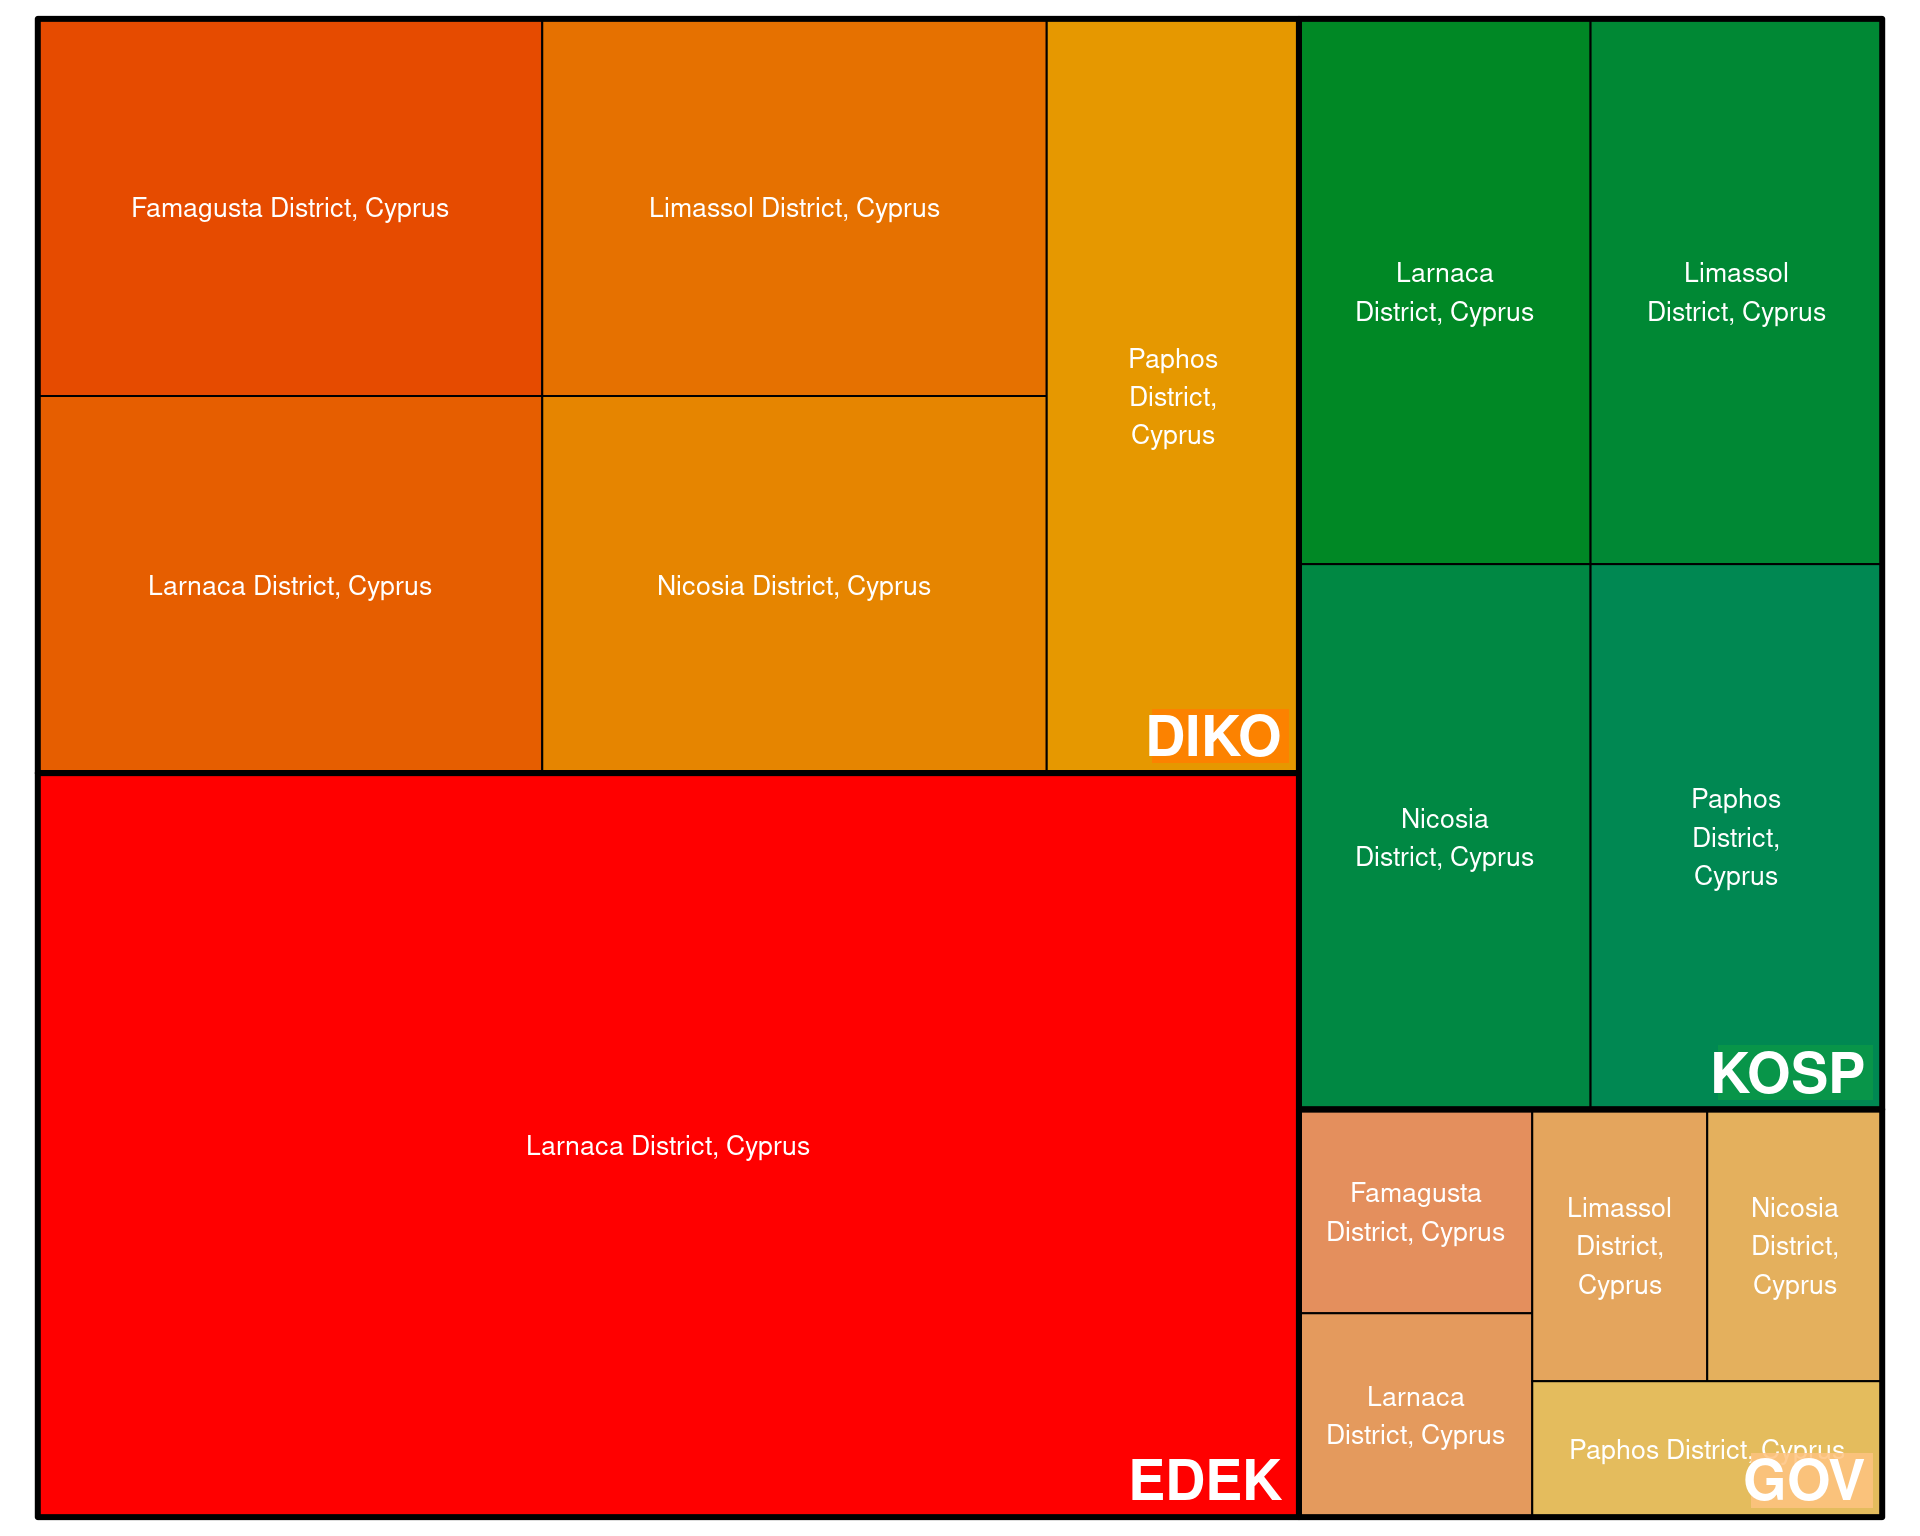 Famagusta District, Cyprus
Limassol District, Cyprus
Paphos
District,
Cyprus
Larnaca District, Cyprus
Nicosia District, Cyprus
DIKO
Larnaca District, Cyprus
EDEK
Larnaca
District, Cyprus
Limassol
District, Cyprus
Nicosia
District, Cyprus
Paphos
District,
Cyprus
KOSP
Famagusta
District, Cyprus
Limassol
District,
Cyprus
Nicosia
District,
Cyprus
Larnaca
District, Cyprus
Paphos District, Cyprus
GOV